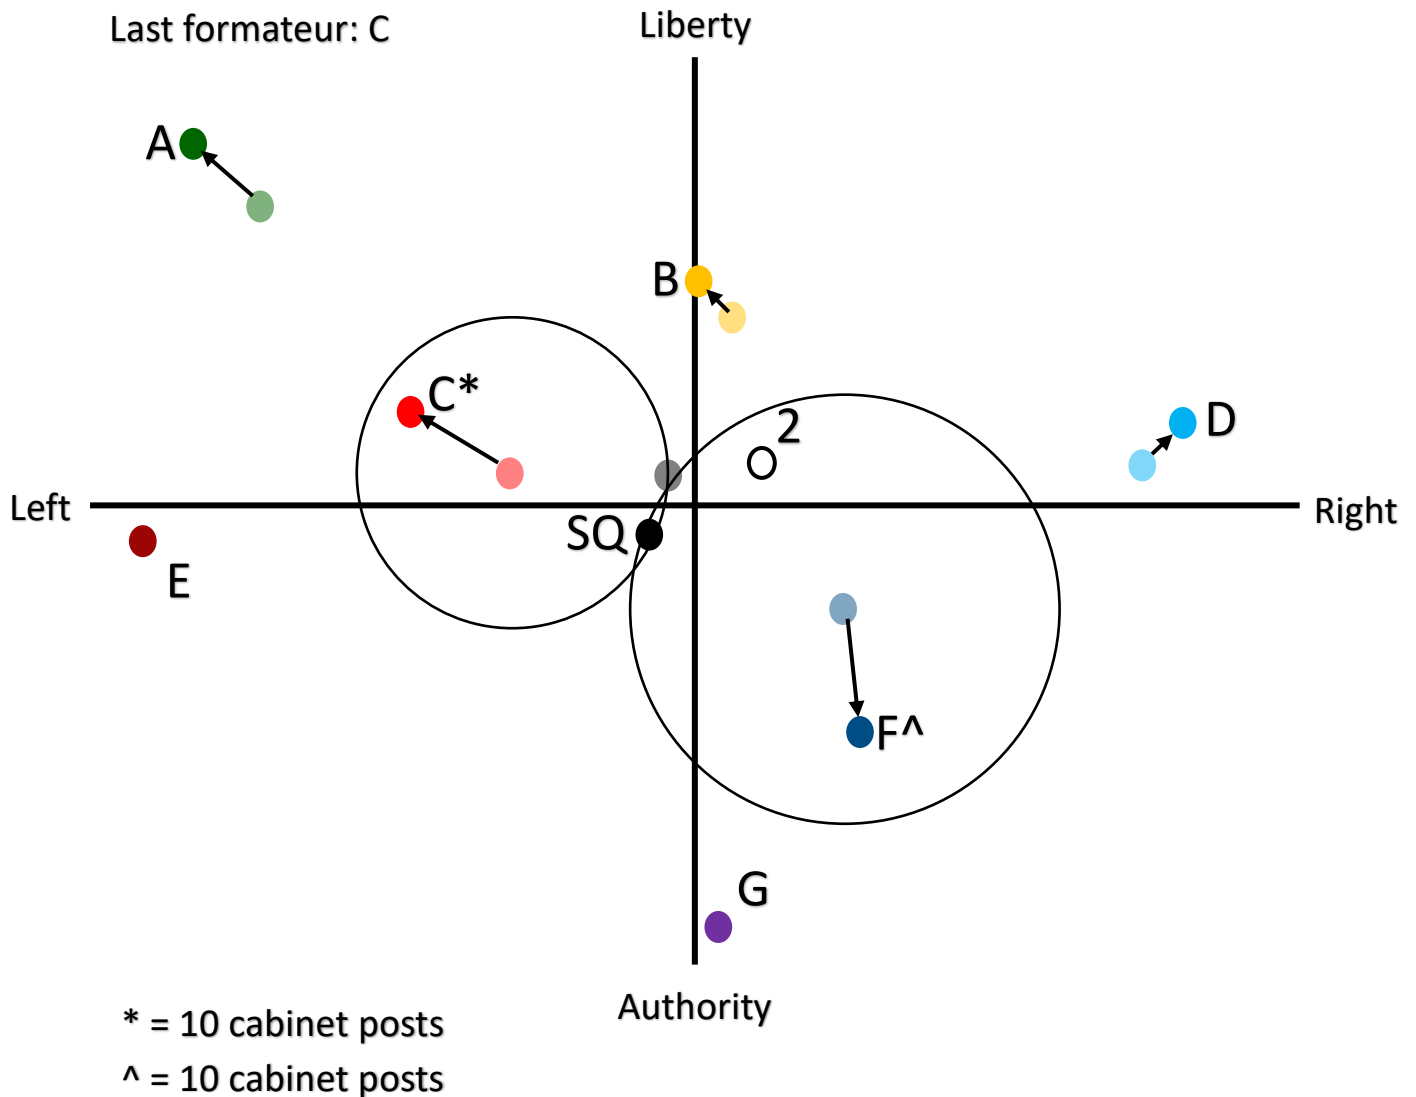 Last formateur: C
Liberty
A
B
C*
2
D
Left
Right
SQ
E
F^
G
Authority
* = 10 cabinet posts
^ = 10 cabinet posts